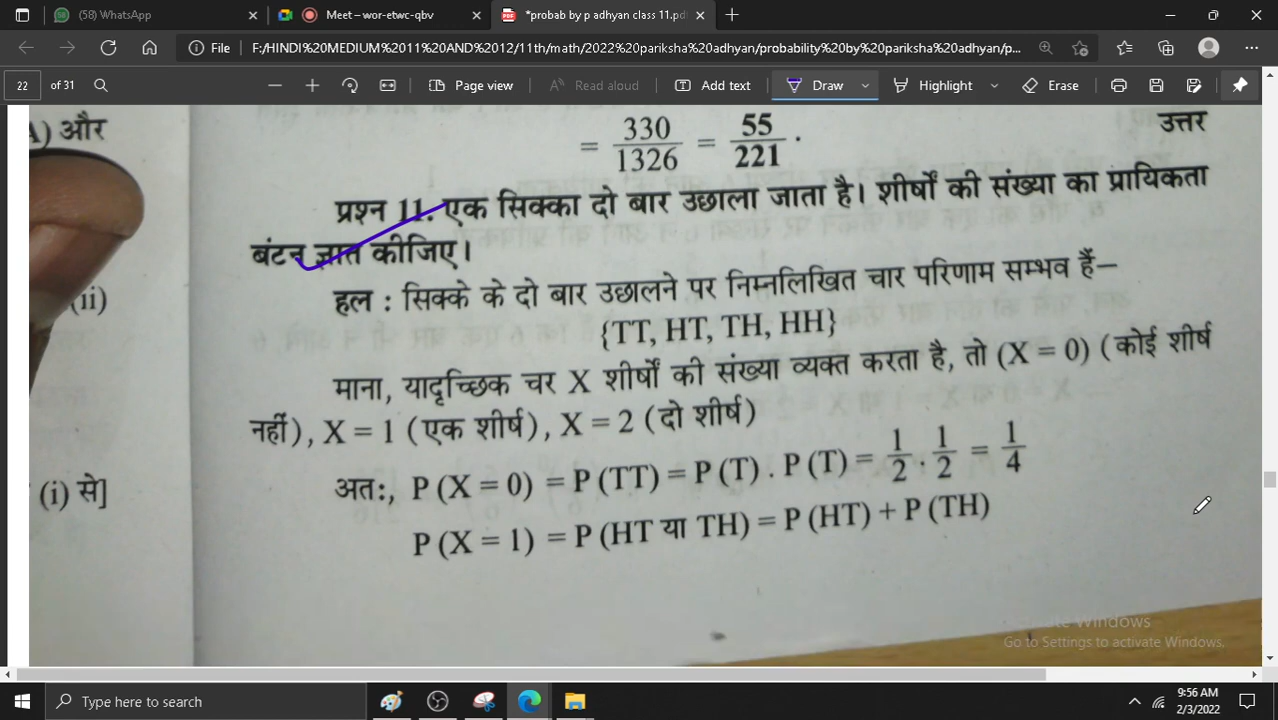 (58) WhatsApp
Meet – wor-etwc-qbv
*probab by p adhyan class 11.pd
File
F:/HINDI%20MEDIUM%2011%20AND%2012/11th/math/2022%20pariksha%20adhyan/probability%20by%20pariksha%20adhyan/p...
22 of 31
Page view
Read aloud
Add text
Draw
Highlight
Erase
A) और
(ii)
(i) से]
= 330/1326 = 55/221 . उत्तर
प्रश्न 11. एक सिक्का दो बार उछाला जाता है। शीर्षों की संख्या का प्रायिकता
बंटन ज्ञात कीजिए।
हल : सिक्के के दो बार उछालने पर निम्नलिखित चार परिणाम सम्भव हैं–
{TT, HT, TH, HH}
माना, यादृच्छिक चर X शीर्षों की संख्या व्यक्त करता है, तो (X = 0) (कोई शीर्ष
नहीं), X = 1 (एक शीर्ष), X = 2 (दो शीर्ष)
अतः, P (X = 0) = P (TT) = P (T) . P (T) = 1/2 . 1/2 = 1/4
P (X = 1) = P (HT या TH) = P (HT) + P (TH)
Activate Windows
Go to Settings to activate Windows.
Type here to search
9:56 AM
2/3/2022